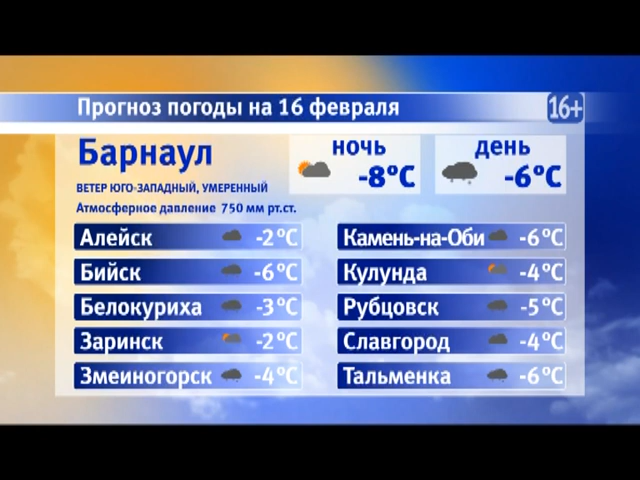 Прогноз погоды на 16 февраля
16+
Барнаул
ВЕТЕР ЮГО-ЗАПАДНЫЙ, УМЕРЕННЫЙ
Атмосферное давление 750 мм рт.ст.
ночь
-8°C
день
-6°C
Алейск -2°C
Бийск -6°C
Белокуриха -3°C
Заринск -2°C
Змеиногорск -4°C
Камень-на-Оби -6°C
Кулунда -4°C
Рубцовск -5°C
Славгород -4°C
Тальменка -6°C